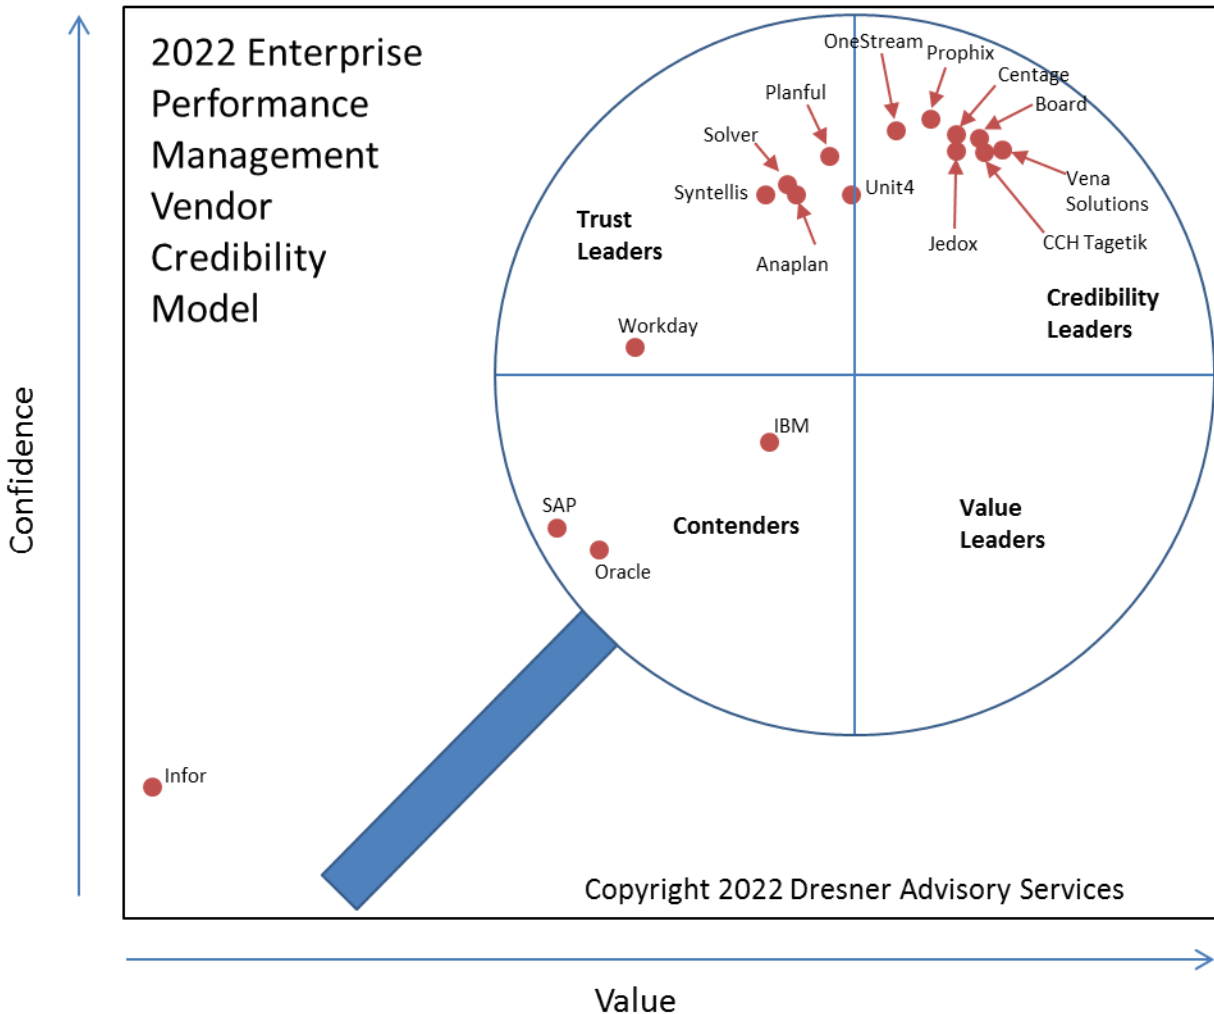 2022 Enterprise
Performance
Management
Vendor
Credibility
Model
OneStream
Prophix
Centage
Board
Planful
Solver
Syntellis
Unit4
Vena
Solutions
Trust
Leaders
Anaplan
Jedox
CCH Tagetik
Credibility
Leaders
Workday
Confidence
IBM
SAP
Contenders
Value
Leaders
Oracle
Infor
Copyright 2022 Dresner Advisory Services
Value